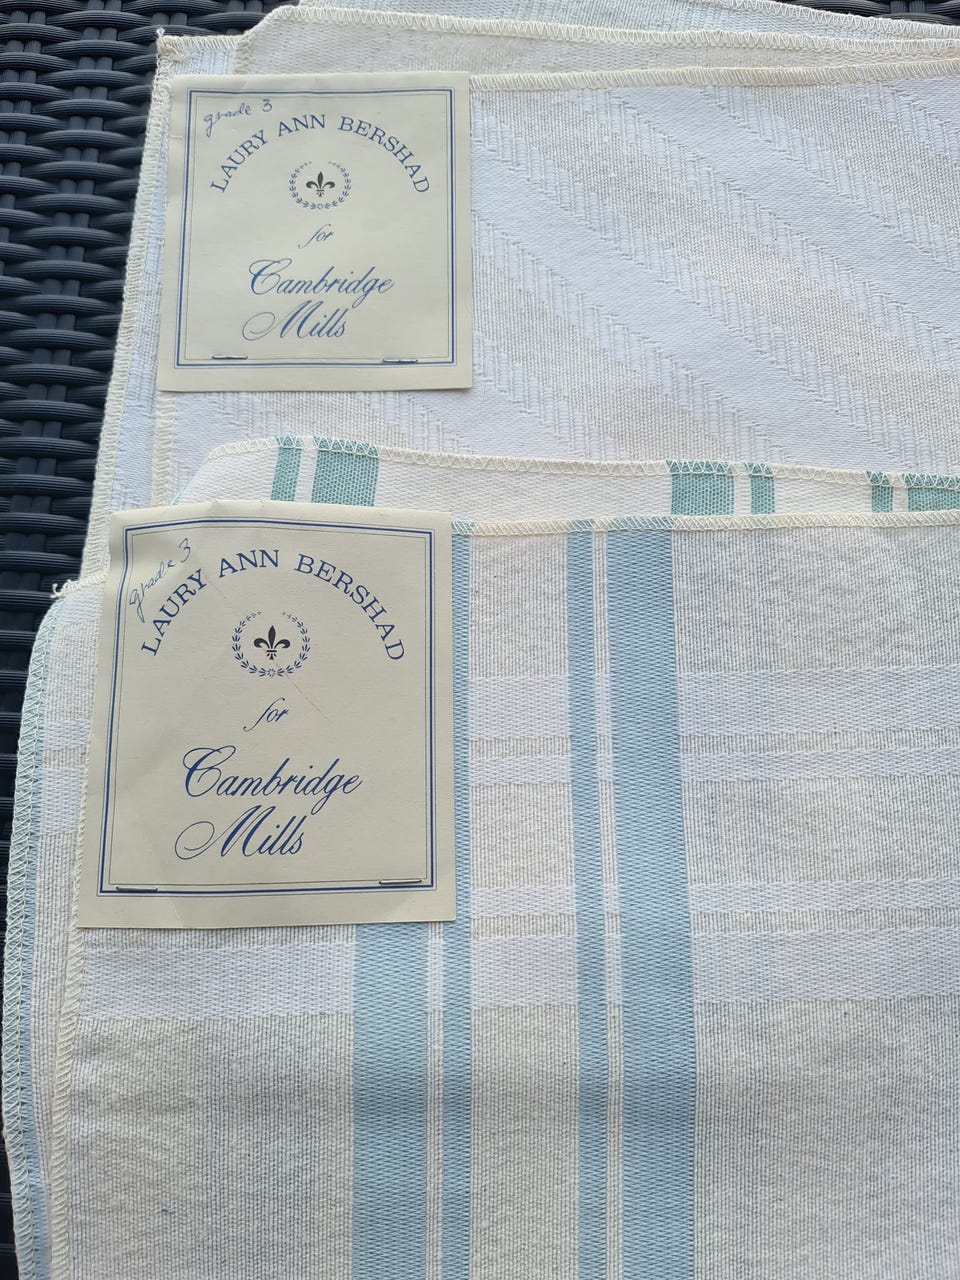 grade 3
LAURY ANN BERSHAD
for
Cambridge
Mills
grade 3
LAURY ANN BERSHAD
for
Cambridge
Mills